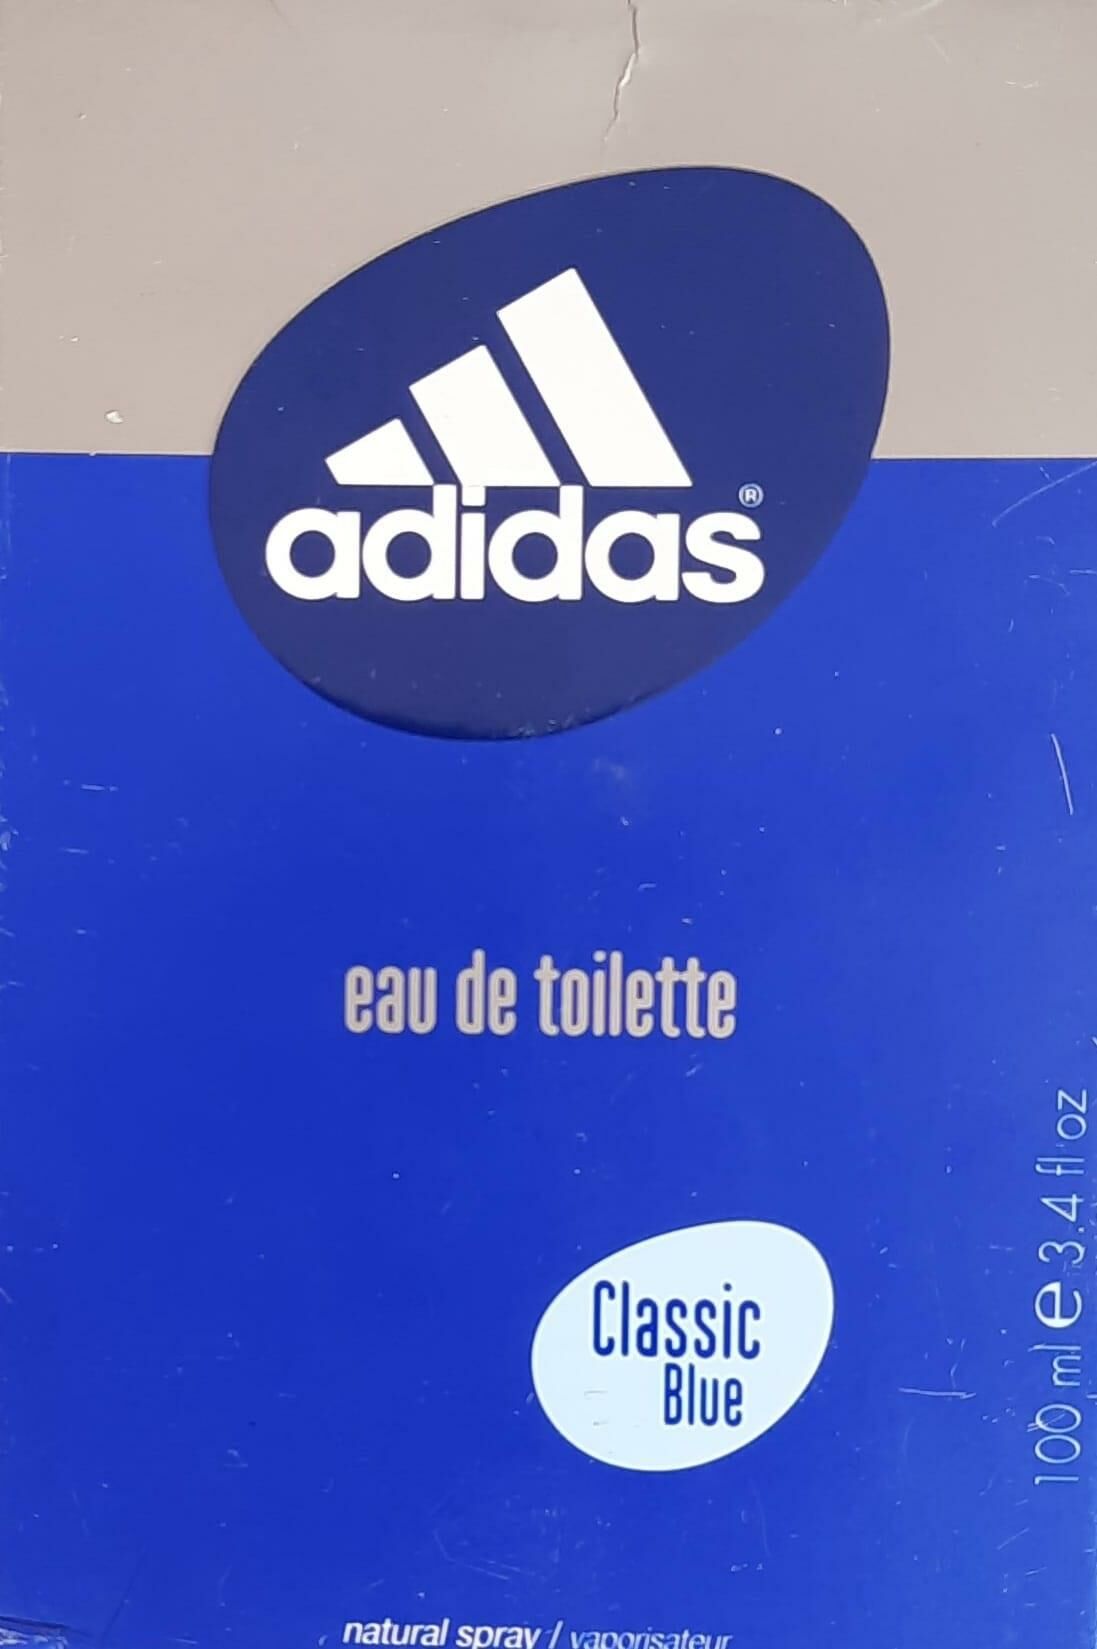 adidas®
eau de toilette
Classic
Blue
100 ml e 3.4 fl oz
natural spray / vaporisateur